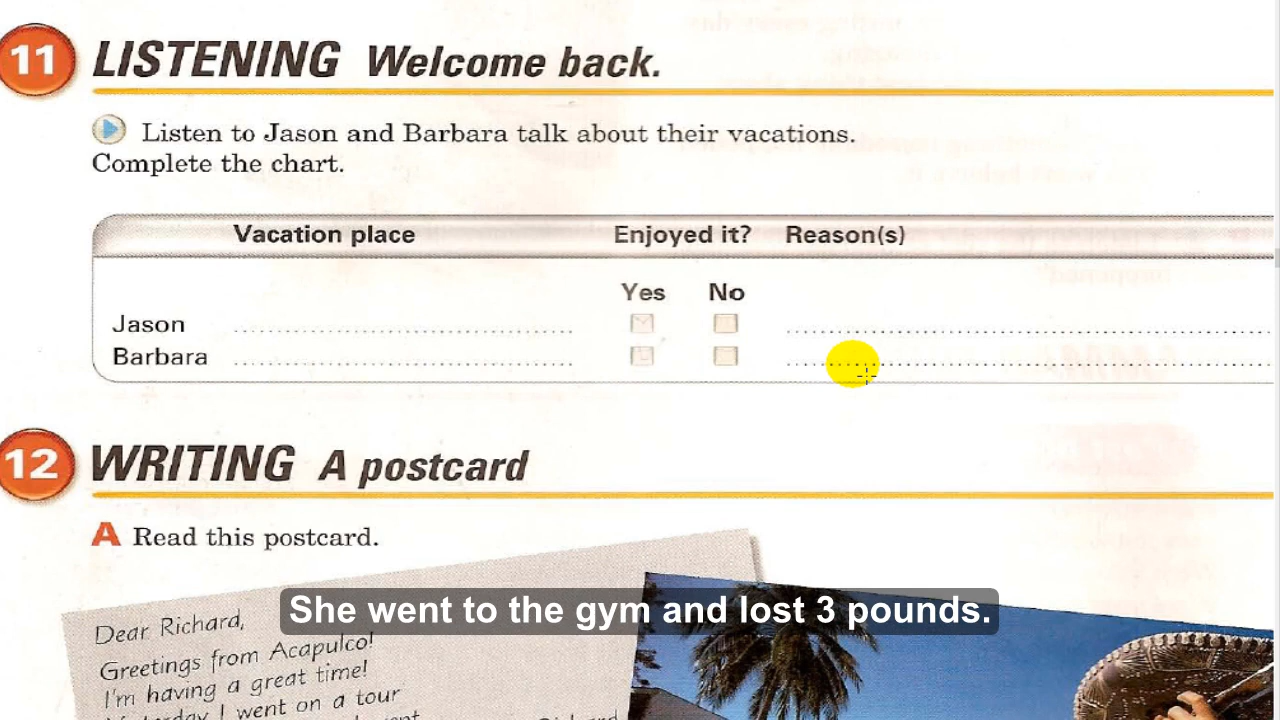 11 LISTENING Welcome back.
Listen to Jason and Barbara talk about their vacations.
Complete the chart.
Vacation place Enjoyed it? Reason(s)
Yes No
Jason
Barbara
12 WRITING A postcard
A Read this postcard.
She went to the gym and lost 3 pounds.
Dear Richard,
Greetings from Acapulco!
I'm having a great time!
Yesterday I went on a tour
Richard